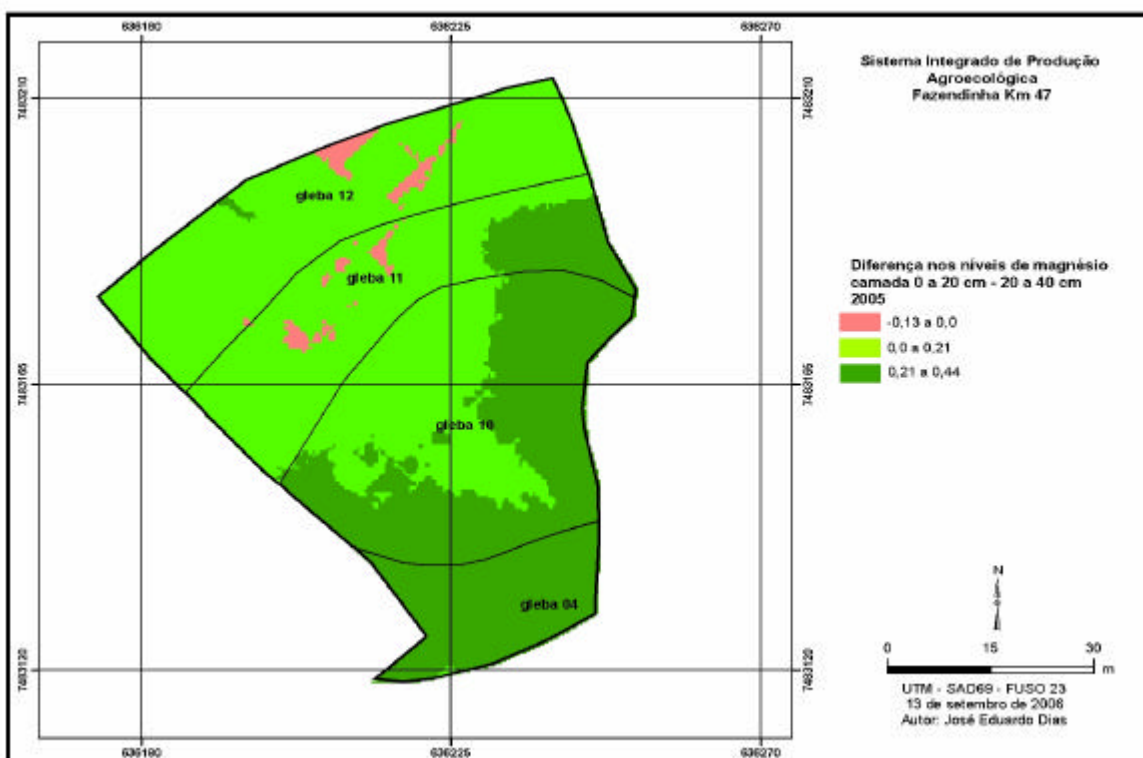 636180 636225 636270
7483210 7483210
7483165 7483165
7483120 7483120
636180 636225 636270
gleba 12
gleba 11
gleba 10
gleba 04
Sistema Integrado de Produção
Agroecológica
Fazendinha Km 47
Diferença nos níveis de magnésio
camada 0 a 20 cm - 20 a 40 cm
2005
-0,13 a 0,0
0,0 a 0,21
0,21 a 0,44
N
0 15 30
m
UTM - SAD69 - FUSO 23
13 de setembro de 2006
Autor: José Eduardo Dias